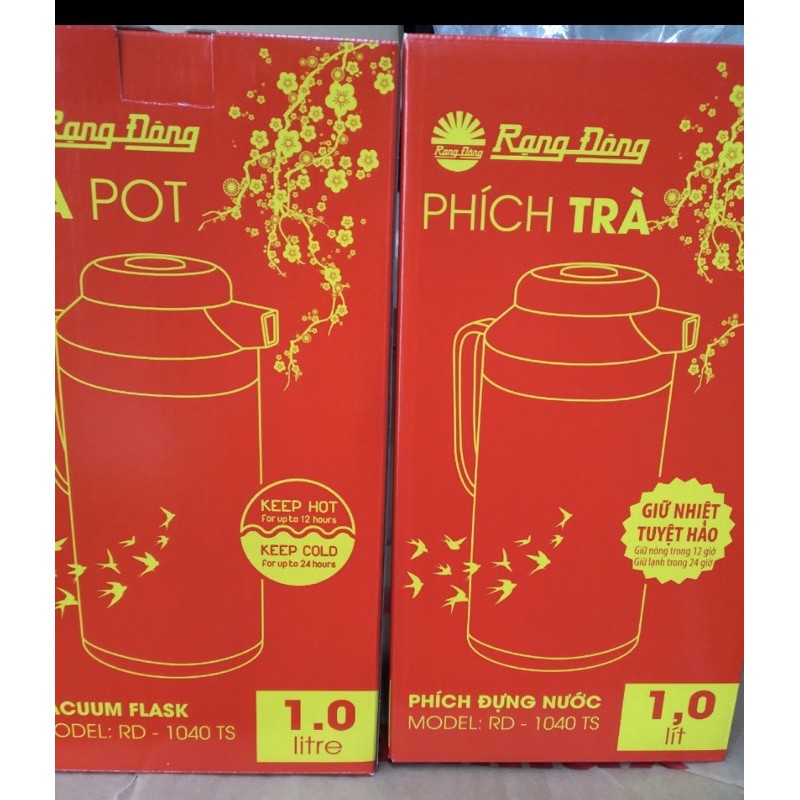 Rạng Đông
A POT
KEEP HOT
for up to 12 hours
KEEP COLD
for up to 24 hours
ACUUM FLASK
ODEL: RD - 1040 TS
1.0
litre
Rạng Đông
Rạng Đông
PHÍCH TRÀ
GIỮ NHIỆT
TUYỆT HẢO
Giữ nóng trong 12 giờ
Giữ lạnh trong 24 giờ
PHÍCH ĐỰNG NƯỚC
MODEL: RD - 1040 TS
1,0
lít